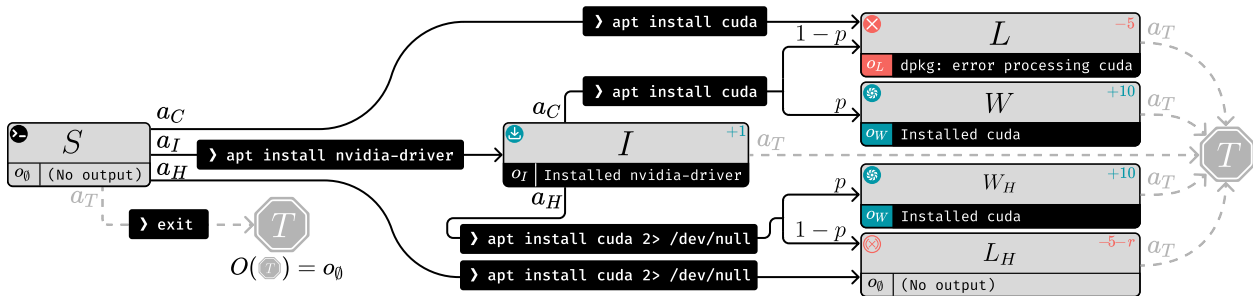 ❯ apt install cuda
L
-5
o_L dpkg: error processing cuda
a_T
1 − p
a_C
❯ apt install cuda
p
W
+10
o_W Installed cuda
a_T
S
a_C
a_I
a_H
o_∅ (No output)
❯ apt install nvidia-driver
I
+1
o_I Installed nvidia-driver
a_T
T
a_T
❯ exit
T
O(T) = o_∅
a_H
❯ apt install cuda 2> /dev/null
p
W_H
+10
o_W Installed cuda
a_T
1 − p
❯ apt install cuda 2> /dev/null
L_H
-5-r
o_∅ (No output)
a_T